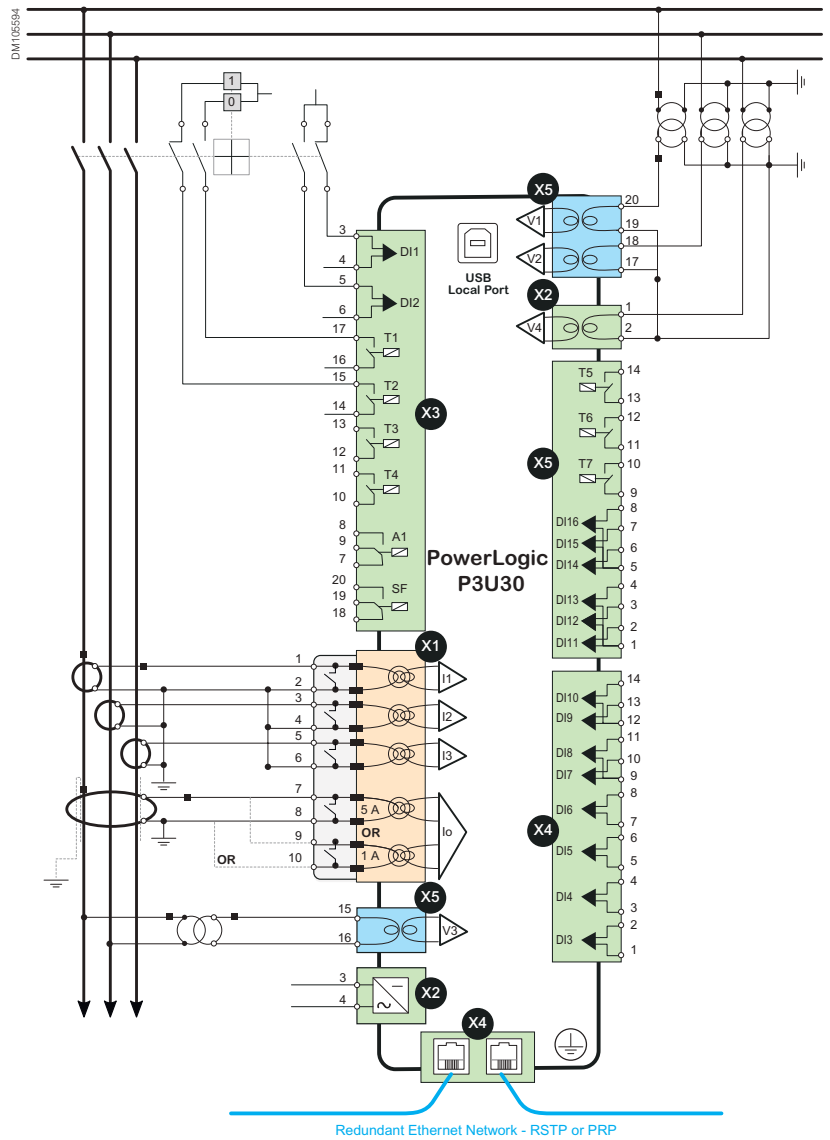 DM105594
1
0
X5
20
V1
19
18
V2
17
USB
Local Port
3
DI1
4
5
DI2
6
17
T1
16
15
T2
14
13
T3
12
11
T4
10
8
A1
9
7
20
SF
19
18
X3
X2
1
V4
2
T5
14
13
T6
12
11
X5
T7
10
9
8
DI16
7
DI15
6
DI14
5
4
DI13
3
DI12
2
DI11
1
PowerLogic
P3U30
X1
1
I1
2
3
I2
4
5
I3
6
7
5 A
8
OR
Io
9
1 A
10
OR
14
DI10
13
DI9
12
11
DI8
10
DI7
9
8
DI6
7
X4
6
DI5
5
4
DI4
3
2
DI3
1
X5
15
V3
16
X2
3
4
X4
Redundant Ethernet Network - RSTP or PRP